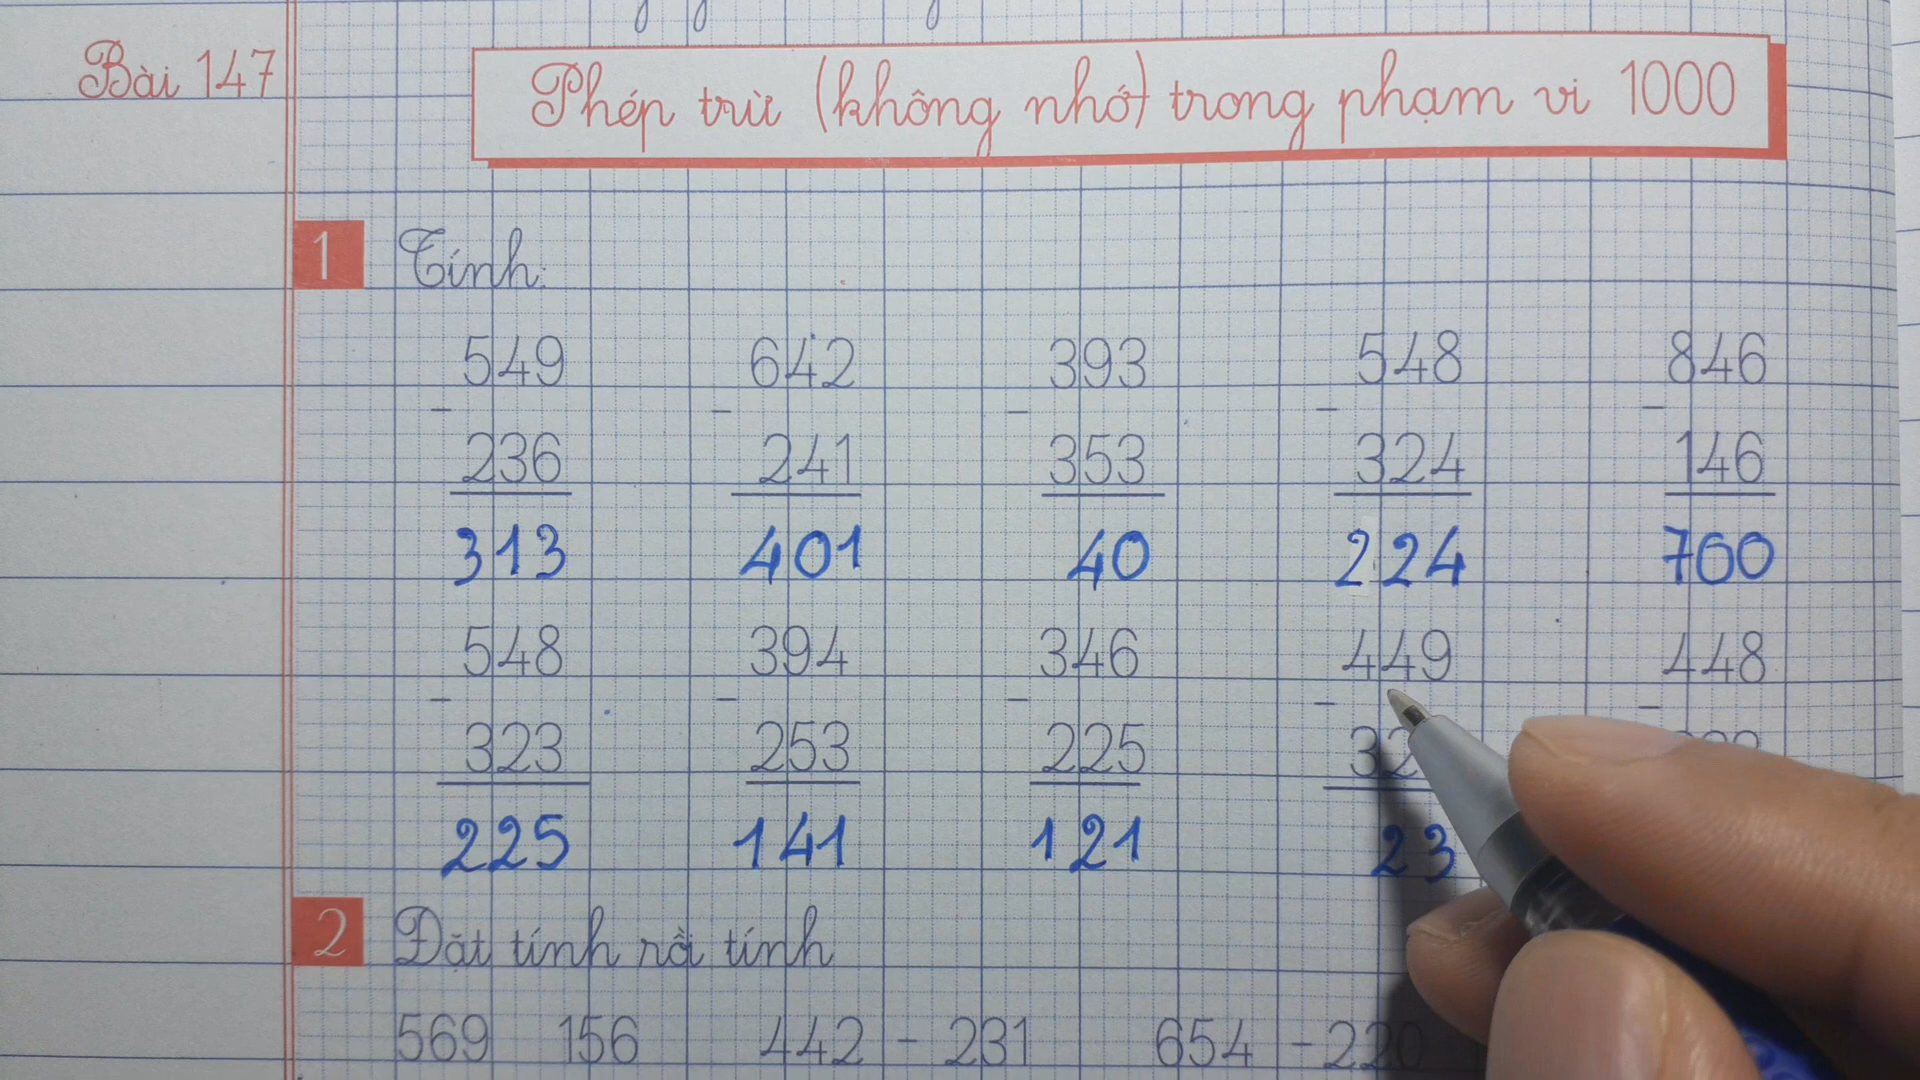 Bài 147
Phép trừ (không nhớ) trong phạm vi 1000
1 Tính:
549 642 393 548 846
- - - - -
236 241 353 324 146
313 401 40 224 700
548 394 346 449 448
- - - - -
323 253 225
225 141 121 23
2 Đặt tính rồi tính
569 156 442 - 231 654 - 220